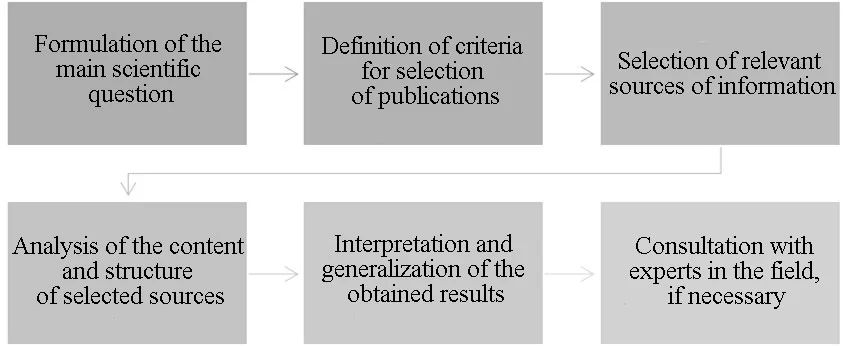 Formulation of the
main scientific
question
Definition of criteria
for selection
of publications
Selection of relevant
sources of information
Analysis of the content
and structure
of selected sources
Interpretation and
generalization of the
obtained results
Consultation with
experts in the field,
if necessary